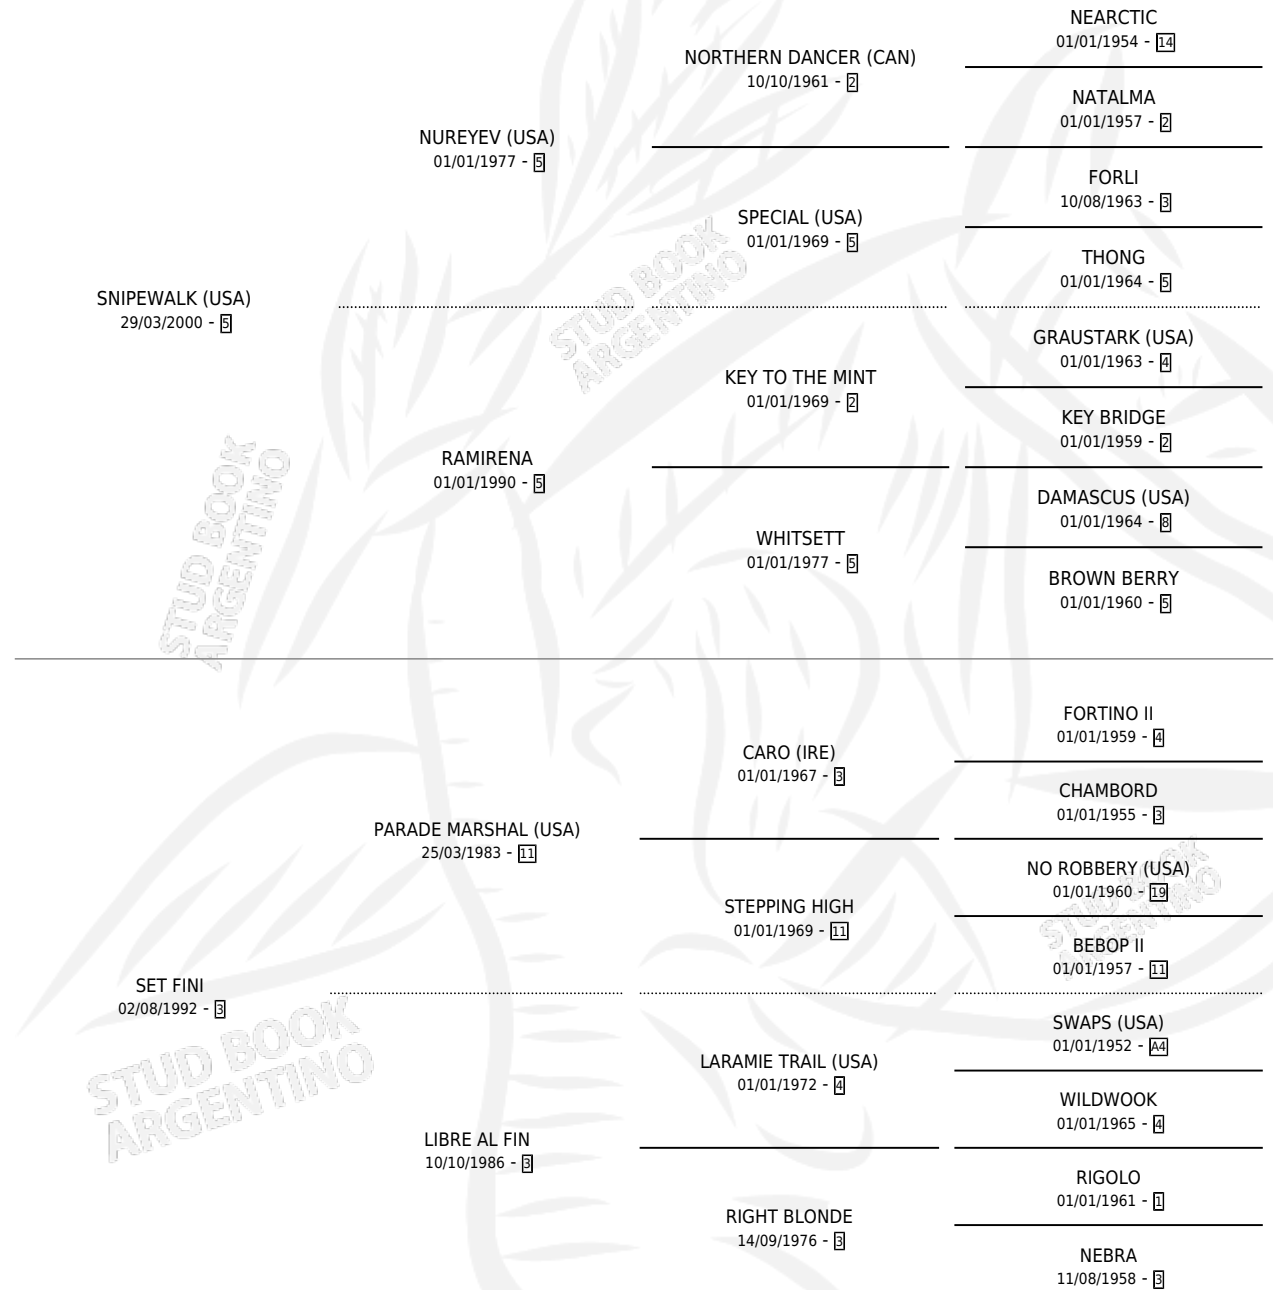 NEARCTIC
01/01/1954 - 14
NORTHERN DANCER (CAN)
10/10/1961 - 2
NATALMA
01/01/1957 - 2
NUREYEV (USA)
01/01/1977 - 5
FORLI
10/08/1963 - 3
SPECIAL (USA)
01/01/1969 - 5
THONG
01/01/1964 - 5
SNIPEWALK (USA)
29/03/2000 - 5
GRAUSTARK (USA)
01/01/1963 - 4
KEY TO THE MINT
01/01/1969 - 2
KEY BRIDGE
01/01/1959 - 2
RAMIRENA
01/01/1990 - 5
DAMASCUS (USA)
01/01/1964 - 8
WHITSETT
01/01/1977 - 5
BROWN BERRY
01/01/1960 - 5
STUD BOOK
ARGENTINO
STUD BOOK
ARGENTINO
FORTINO II
01/01/1959 - 4
CARO (IRE)
01/01/1967 - 3
CHAMBORD
01/01/1955 - 3
PARADE MARSHAL (USA)
25/03/1983 - 11
NO ROBBERY (USA)
01/01/1960 - 19
STEPPING HIGH
01/01/1969 - 11
BEBOP II
01/01/1957 - 11
SET FINI
02/08/1992 - 3
SWAPS (USA)
01/01/1952 - A4
LARAMIE TRAIL (USA)
01/01/1972 - 4
WILDWOOK
01/01/1965 - 4
LIBRE AL FIN
10/10/1986 - 3
RIGOLO
01/01/1961 - 1
RIGHT BLONDE
14/09/1976 - 3
NEBRA
11/08/1958 - 3
STUD BOOK
ARGENTINO
STUD BOOK
ARGENTINO